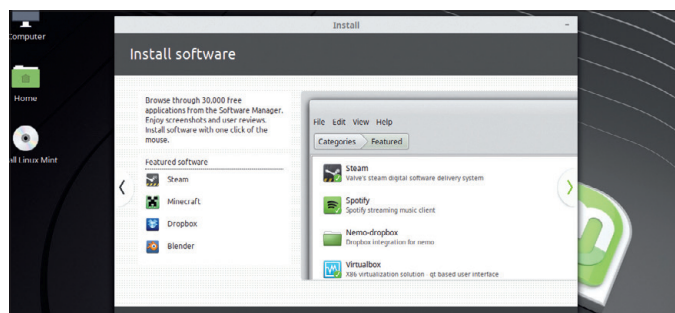 Install
-
Computer
Install software
Home
all Linux Mint
Browse through 30,000 free
applications from the Software Manager.
Enjoy screenshots and user reviews.
Install software with one click of the
mouse.
Featured software
Steam
Minecraft
Dropbox
Blender
File Edit View Help
Categories Featured
Steam
Valve's steam digital software delivery system
Spotify
Spotify streaming music client
Nemo-dropbox
Dropbox integration for nemo
Virtualbox
X86 virtualization solution - qt based user interface